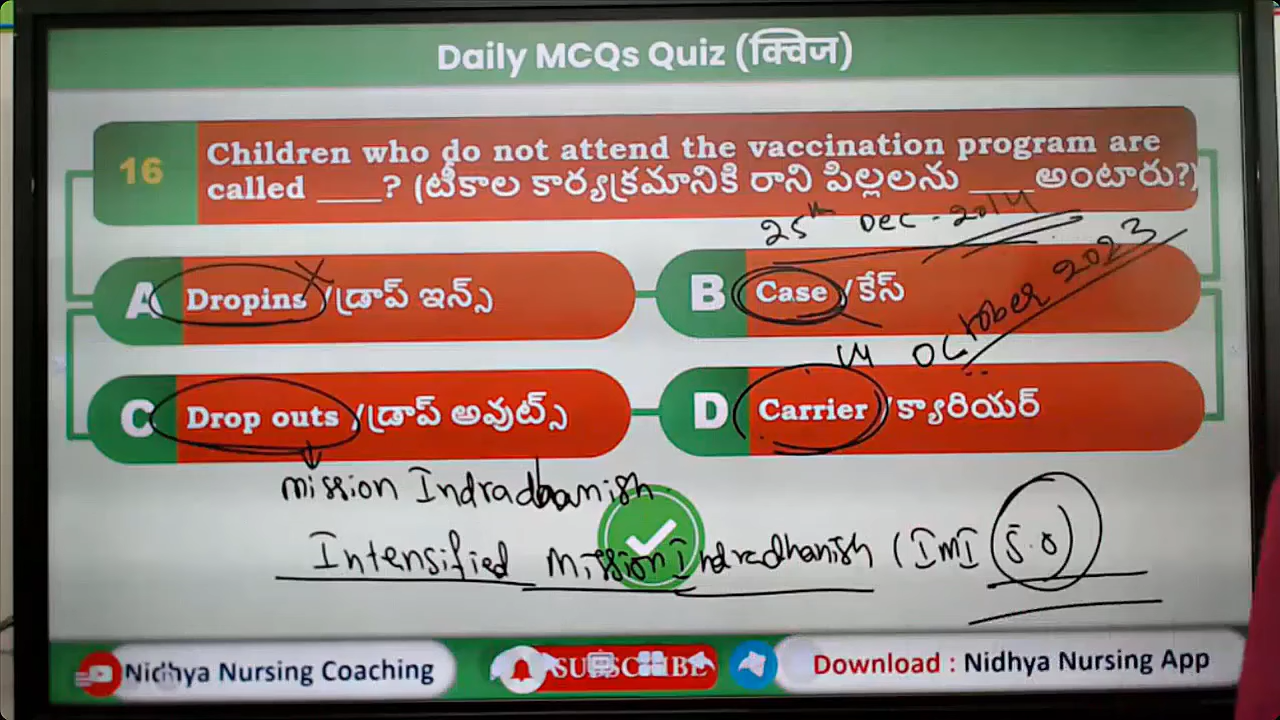 Daily MCQs Quiz (क्विज)
16
Children who do not attend the vaccination program are
called ____? (టీకాల కార్యక్రమానికి రాని పిల్లలను ___అంటారు?)
25th Dec - 2014
A Dropins /డ్రాప్ ఇన్స్
B Case /కేస్
14 October 2023
C Drop outs /డ్రాప్ అవుట్స్
D Carrier /క్యారియర్
mission Indradhanish
Intensified Mission Indradhanish (IMI 5.0)
Nidhya Nursing Coaching
SUBSCRIBE
Download : Nidhya Nursing App